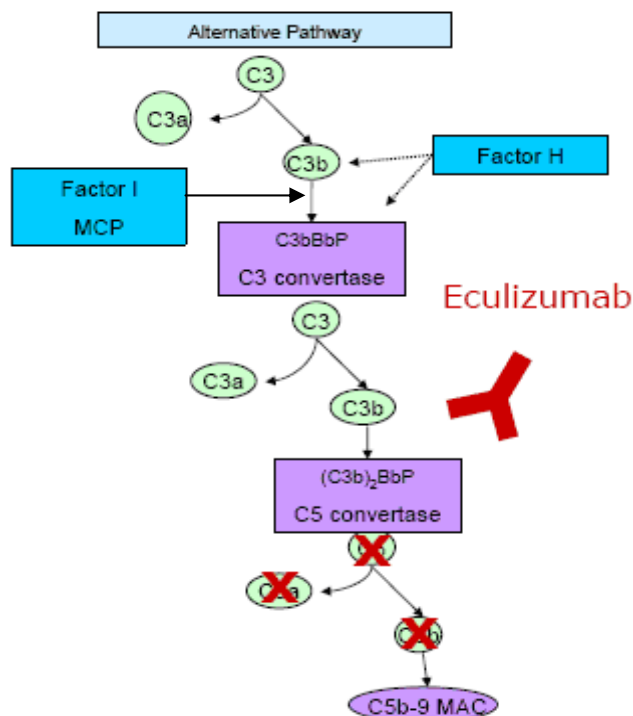 Alternative Pathway
C3
C3a
C3b
Factor H
Factor I
MCP
C3bBbP
C3 convertase
Eculizumab
C3
C3a
C3b
(C3b)₂BbP
C5 convertase
C5b-9 MAC